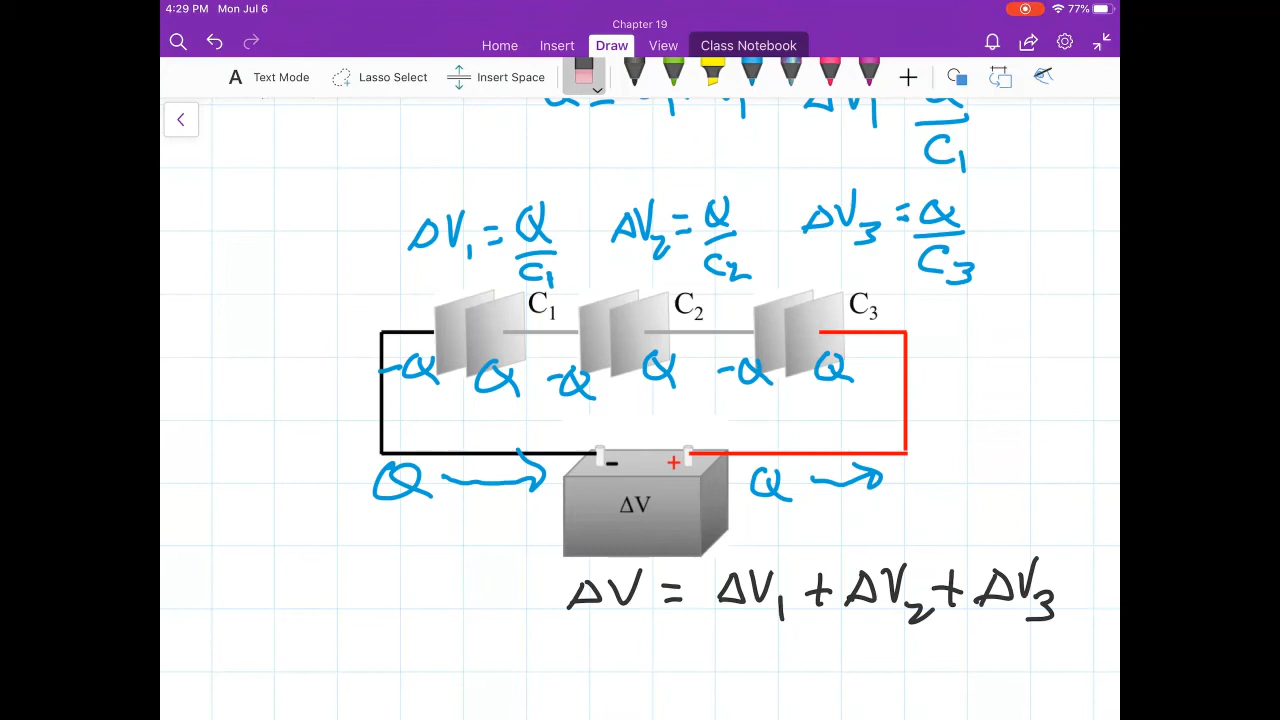 4:29 PM Mon Jul 6
77%
Chapter 19
Home Insert Draw View Class Notebook
A Text Mode Lasso Select Insert Space
C₁
ΔV₁ = Q/C₁ ΔV₂ = Q/C₂ ΔV₃ = Q/C₃
C₁ C₂ C₃
-Q Q -Q Q -Q Q
- +
Q → Q →
ΔV
ΔV = ΔV₁ + ΔV₂ + ΔV₃